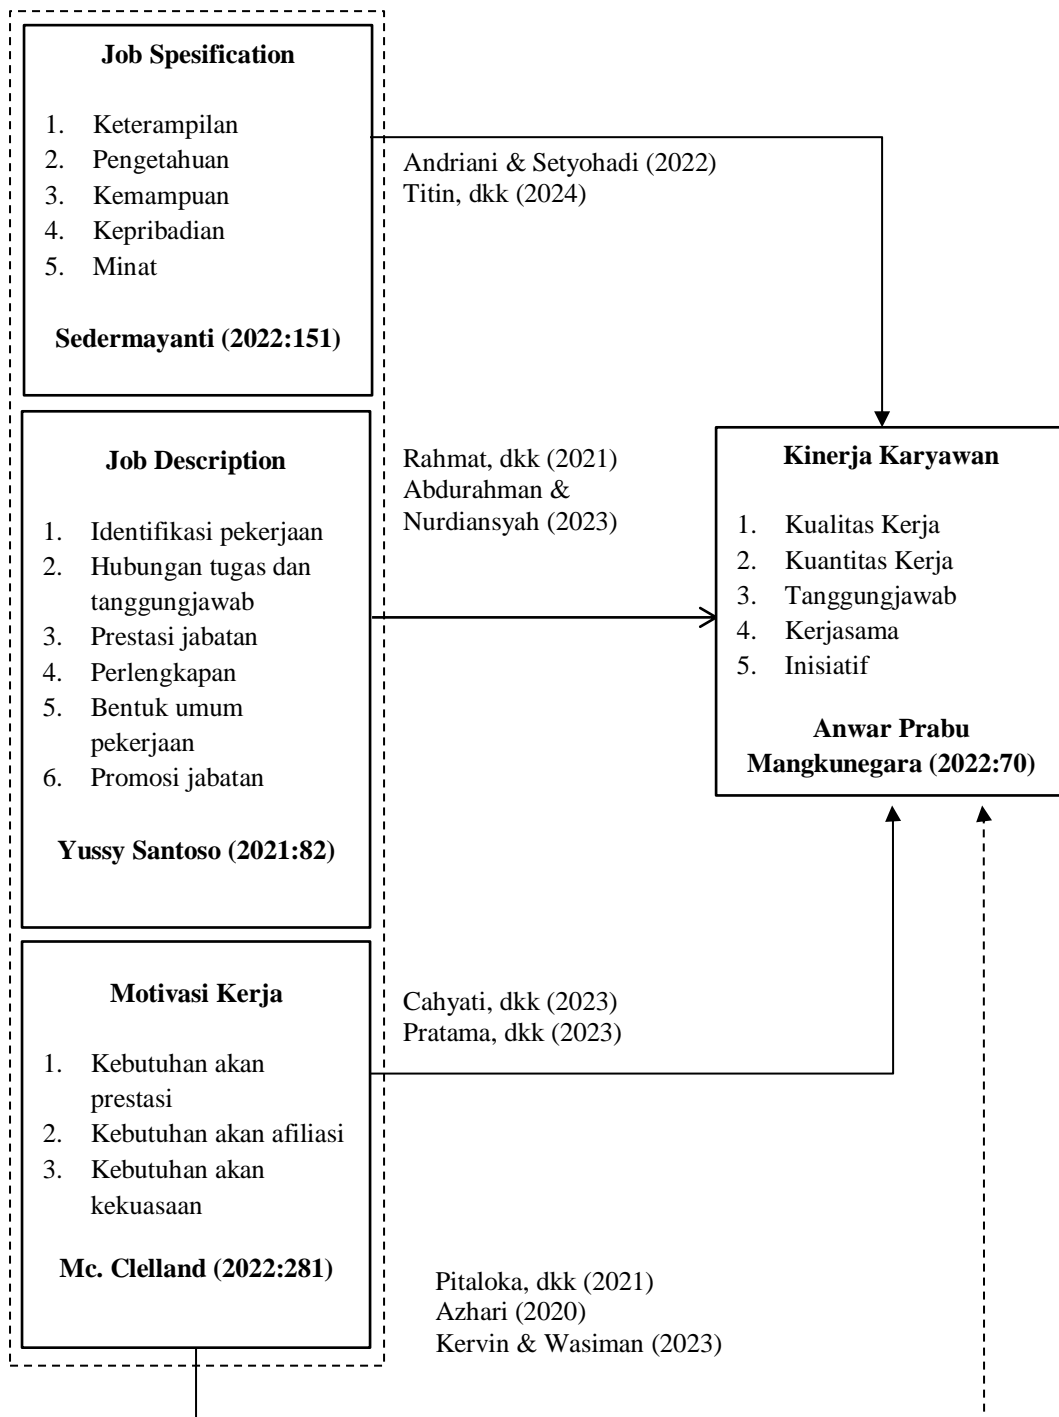 Job Spesification
1. Keterampilan
2. Pengetahuan
3. Kemampuan
4. Kepribadian
5. Minat
Sedermayanti (2022:151)
Andriani & Setyohadi (2022)
Titin, dkk (2024)
Job Description
1. Identifikasi pekerjaan
2. Hubungan tugas dan
tanggungjawab
3. Prestasi jabatan
4. Perlengkapan
5. Bentuk umum
pekerjaan
6. Promosi jabatan
Yussy Santoso (2021:82)
Rahmat, dkk (2021)
Abdurahman &
Nurdiansyah (2023)
Kinerja Karyawan
1. Kualitas Kerja
2. Kuantitas Kerja
3. Tanggungjawab
4. Kerjasama
5. Inisiatif
Anwar Prabu
Mangkunegara (2022:70)
Motivasi Kerja
1. Kebutuhan akan
prestasi
2. Kebutuhan akan afiliasi
3. Kebutuhan akan
kekuasaan
Mc. Clelland (2022:281)
Cahyati, dkk (2023)
Pratama, dkk (2023)
Pitaloka, dkk (2021)
Azhari (2020)
Kervin & Wasiman (2023)